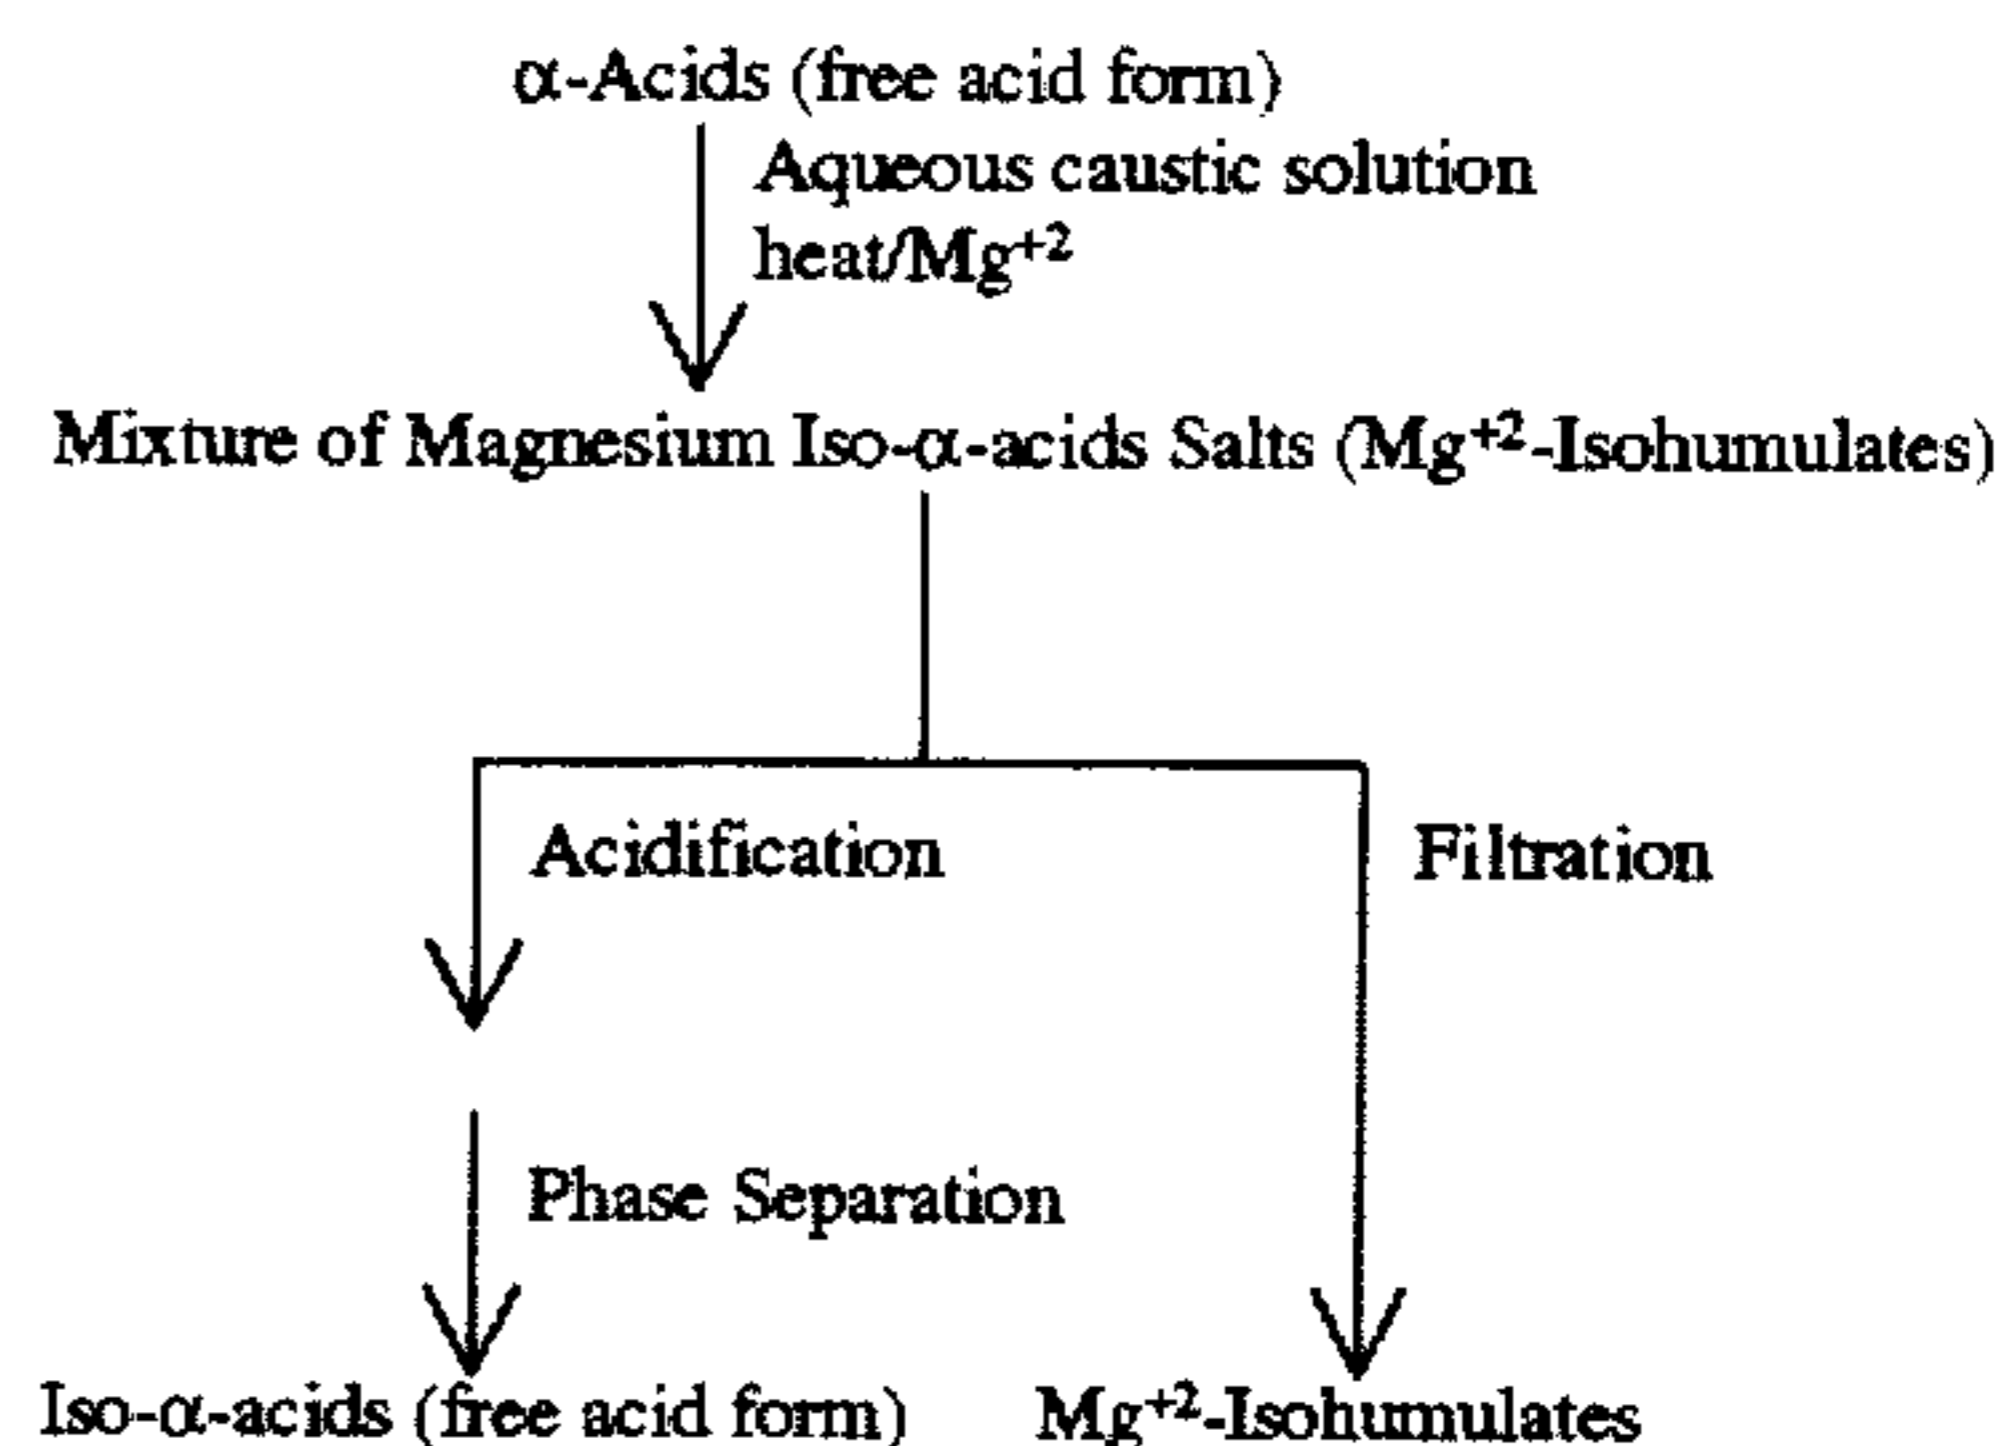 α-Acids (free acid form)
Aqueous caustic solution
heat/Mg⁺²
Mixture of Magnesium Iso-α-acids Salts (Mg⁺²-Isohumulates)
Acidification
Filtration
Phase Separation
Iso-α-acids (free acid form)
Mg⁺²-Isohumulates